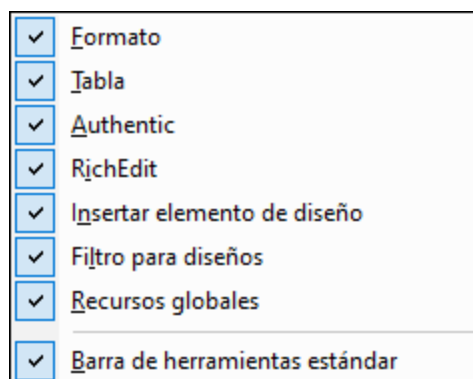 Formato
Tabla
Authentic
RichEdit
Insertar elemento de diseño
Filtro para diseños
Recursos globales
Barra de herramientas estándar